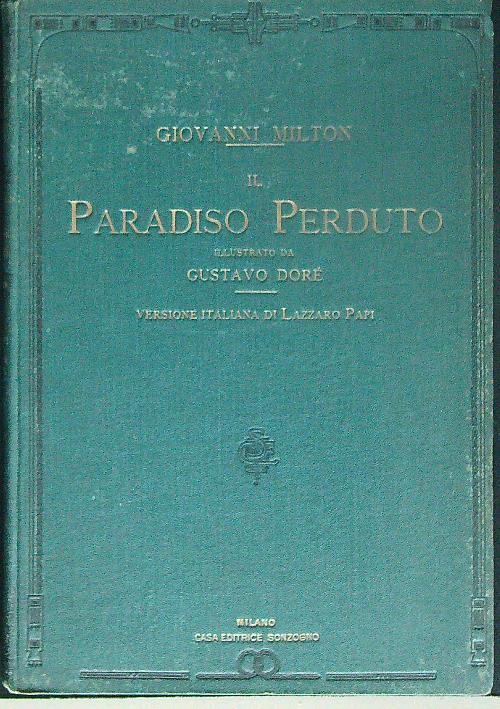 GIOVANNI MILTON
IL
PARADISO PERDUTO
ILLUSTRATO DA
GUSTAVO DORÉ
VERSIONE ITALIANA DI LAZZARO PAPI
MILANO
CASA EDITRICE SONZOGNO